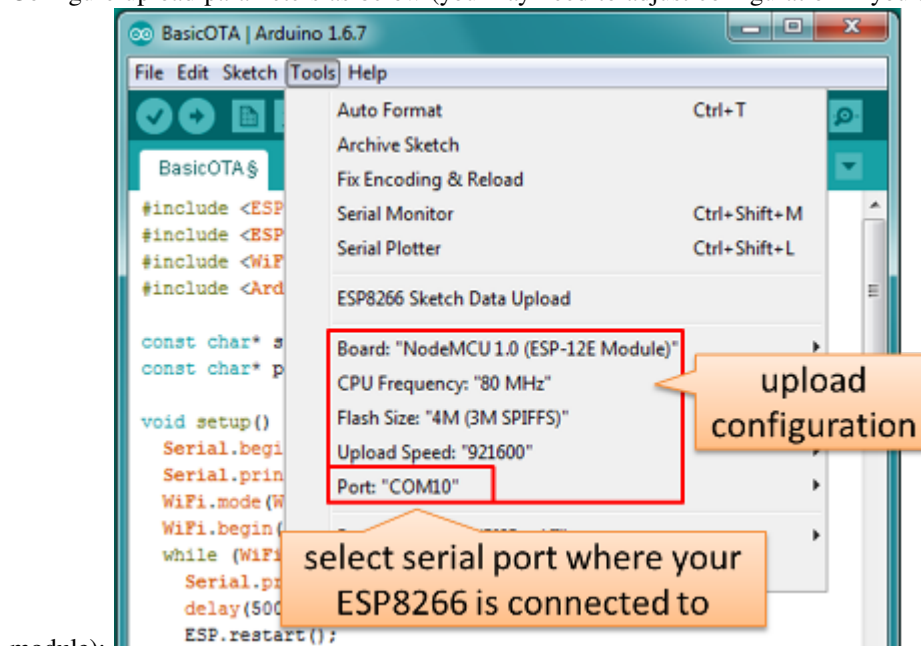 BasicOTA | Arduino 1.6.7
File Edit Sketch Tools Help
Auto Format Ctrl+T
Archive Sketch
BasicOTA §
Fix Encoding & Reload
#include <ESP
Serial Monitor Ctrl+Shift+M
#include <ESP
Serial Plotter Ctrl+Shift+L
#include <WiF
#include <Ard
ESP8266 Sketch Data Upload
const char* s
Board: "NodeMCU 1.0 (ESP-12E Module)"
const char* p
CPU Frequency: "80 MHz"
upload
configuration
Flash Size: "4M (3M SPIFFS)"
void setup()
Upload Speed: "921600"
Serial.begi
Port: "COM10"
Serial.prin
WiFi.mode(W
WiFi.begin(
while (WiFi
select serial port where your
ESP8266 is connected to
Serial.pr
delay(500
ESP.restart();